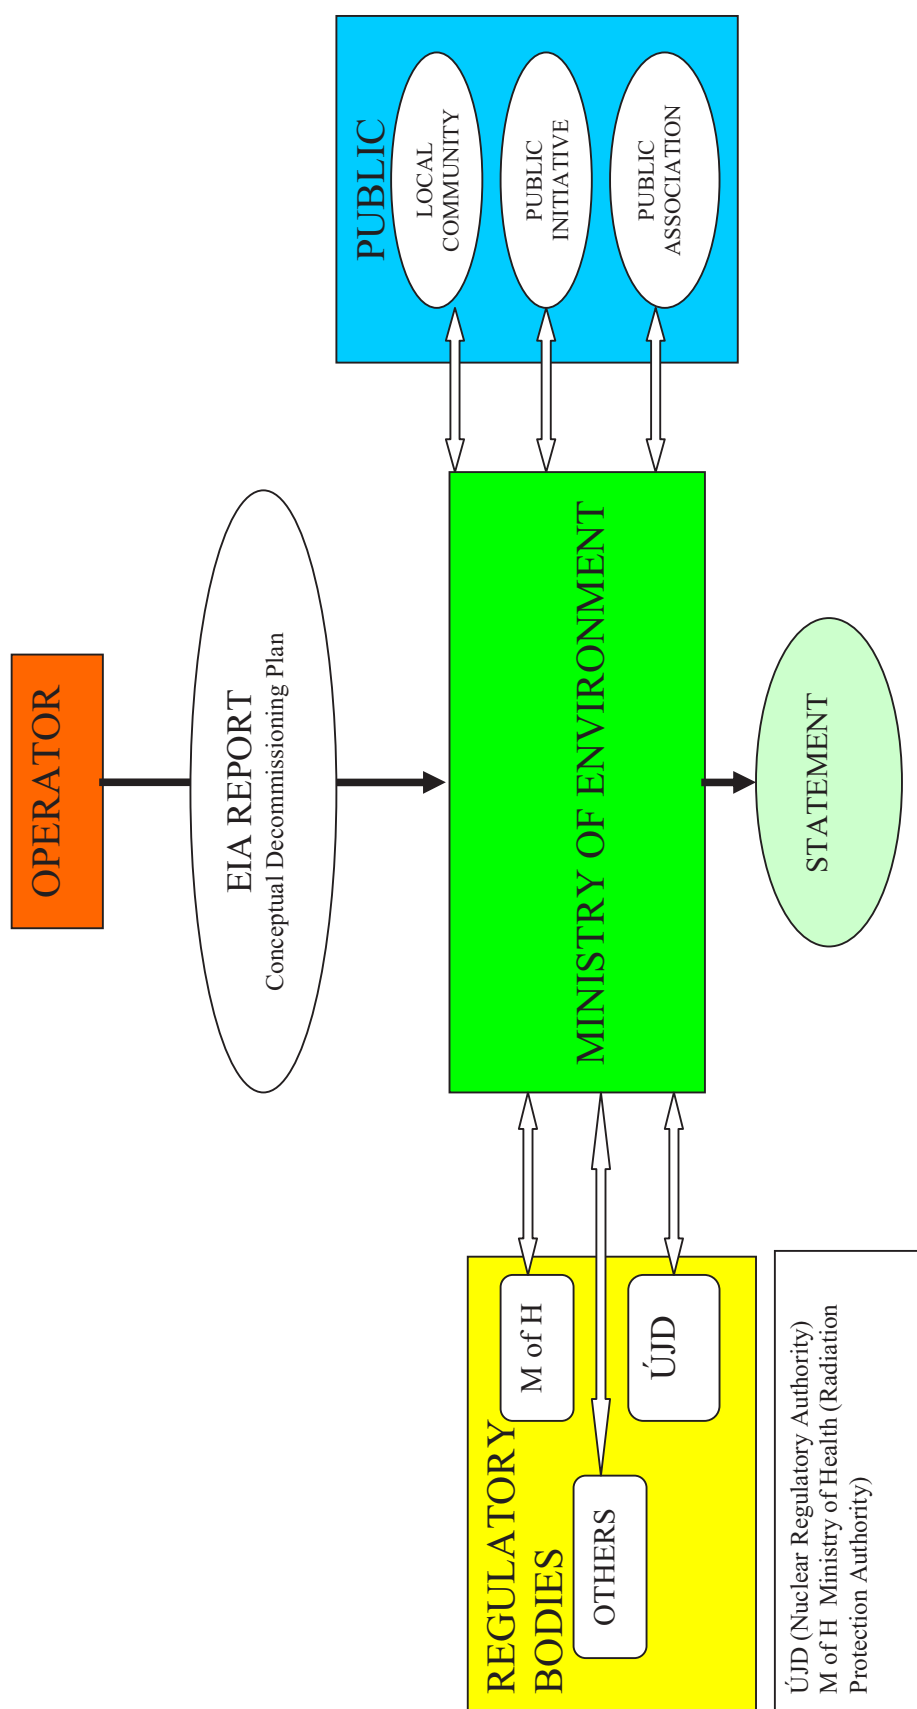 OPERATOR
EIA REPORT
Conceptual Decommissioning Plan
REGULATORY
BODIES
M of H
OTHERS
ÚJD
MINISTRY OF ENVIRONMENT
PUBLIC
LOCAL
COMMUNITY
PUBLIC
INITIATIVE
PUBLIC
ASSOCIATION
STATEMENT
ÚJD (Nuclear Regulatory Authority)
M of H Ministry of Health (Radiation
Protection Authority)